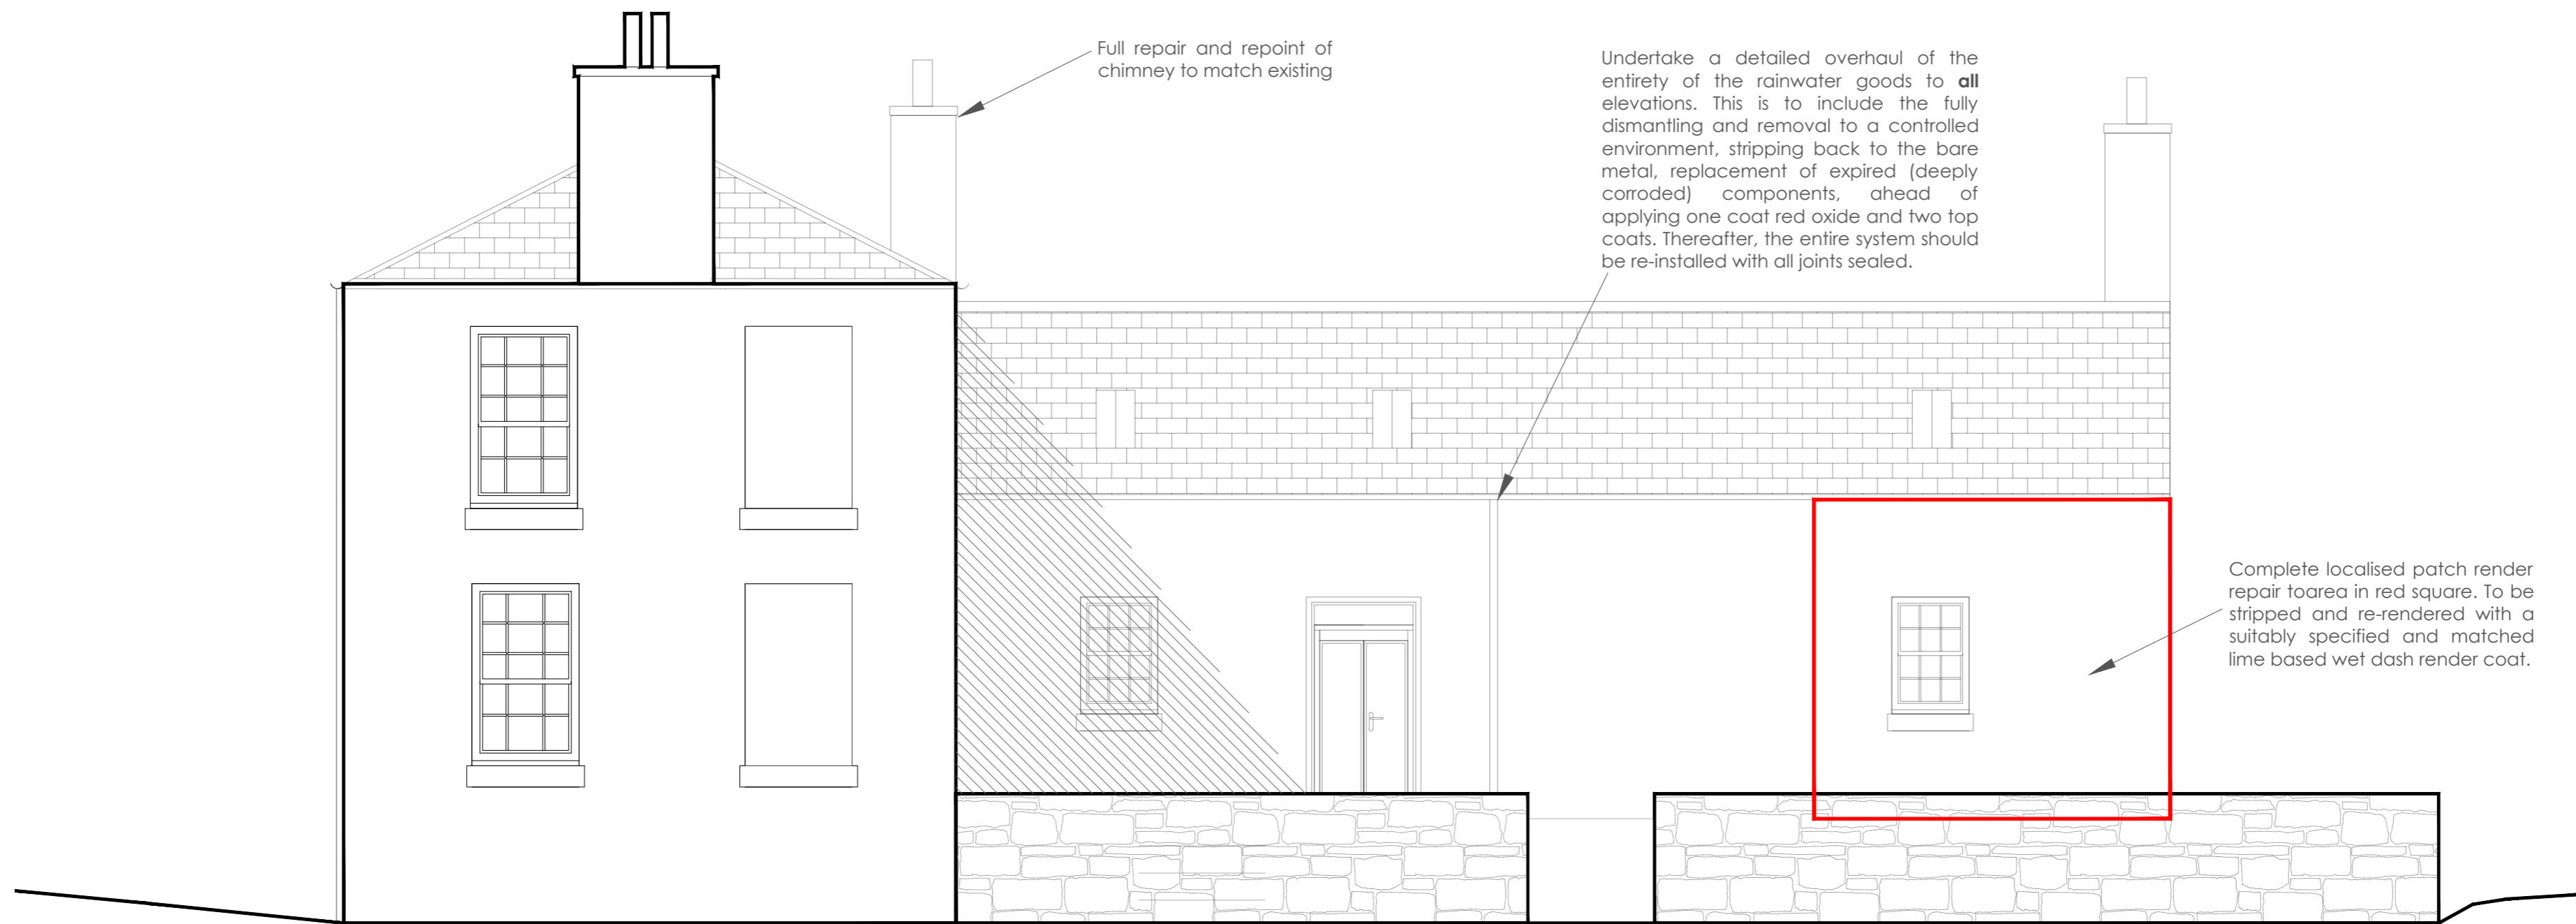 Full repair and repoint of
chimney to match existing
Undertake a detailed overhaul of the
entirety of the rainwater goods to all
elevations. This is to include the fully
dismantling and removal to a controlled
environment, stripping back to the bare
metal, replacement of expired (deeply
corroded) components, ahead of
applying one coat red oxide and two top
coats. Thereafter, the entire system should
be re-installed with all joints sealed.
Complete localised patch render
repair toarea in red square. To be
stripped and re-rendered with a
suitably specified and matched
lime based wet dash render coat.